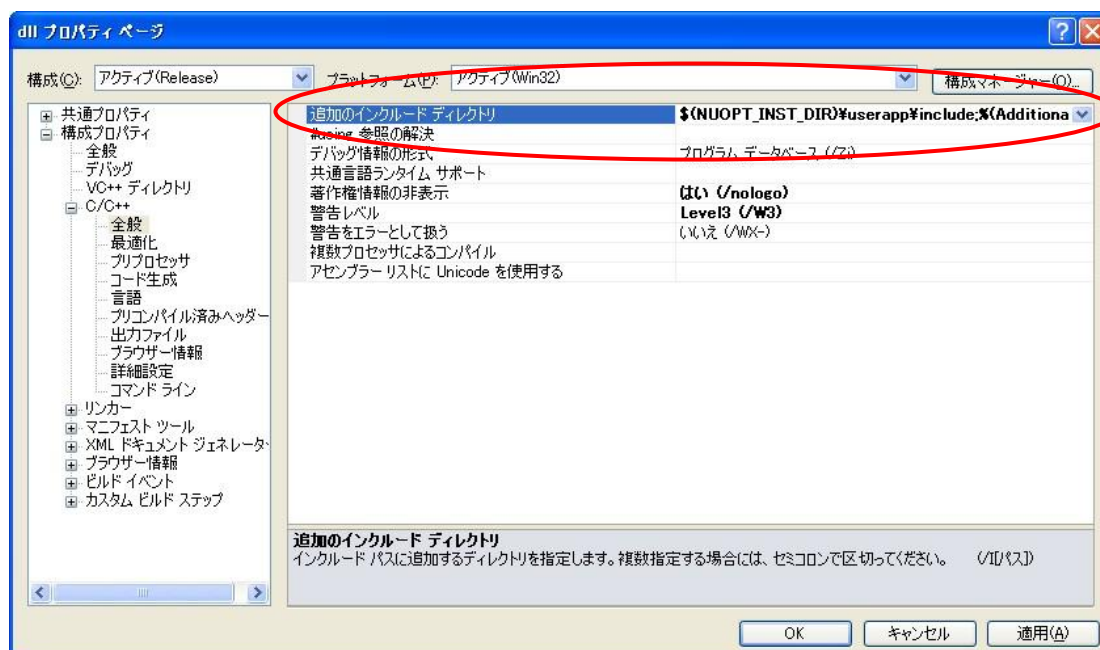 dll プロパティ ページ
構成(C): アクティブ(Release) プラットフォーム(P): アクティブ(Win32) 構成マネージャー(O)...
共通プロパティ
構成プロパティ
全般
デバッグ
VC++ ディレクトリ
C/C++
全般
最適化
プリプロセッサ
コード生成
言語
プリコンパイル済みヘッダー
出力ファイル
ブラウザー情報
詳細設定
コマンド ライン
リンカー
マニフェスト ツール
XML ドキュメント ジェネレータ
ブラウザー情報
ビルド イベント
カスタム ビルド ステップ
追加のインクルード ディレクトリ $(NUOPT_INST_DIR)¥userapp¥include;%(Additiona
#using 参照の解決
デバッグ情報の形式 プログラム データベース (/Zi)
共通言語ランタイム サポート
著作権情報の非表示 はい (/nologo)
警告レベル Level3 (/W3)
警告をエラーとして扱う いいえ (/WX-)
複数プロセッサによるコンパイル
アセンブラー リストに Unicode を使用する
追加のインクルード ディレクトリ
インクルード パスに追加するディレクトリを指定します。複数指定する場合には、セミコロンで区切ってください。 (/I[パス])
OK キャンセル 適用(A)